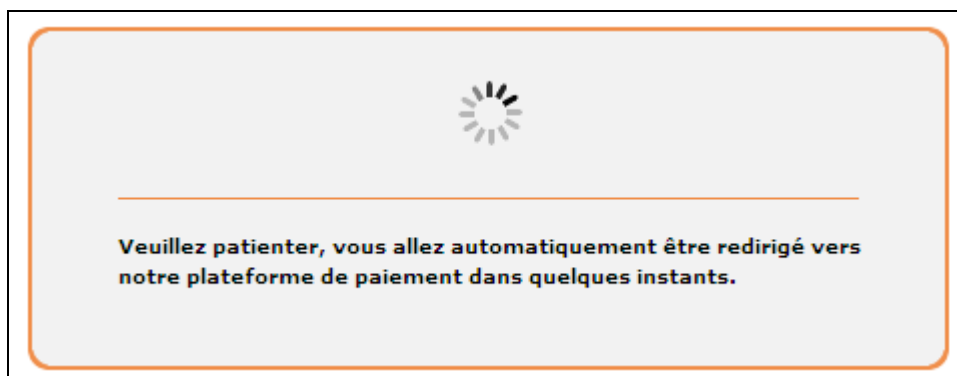 Veuillez patienter, vous allez automatiquement être redirigé vers
notre plateforme de paiement dans quelques instants.